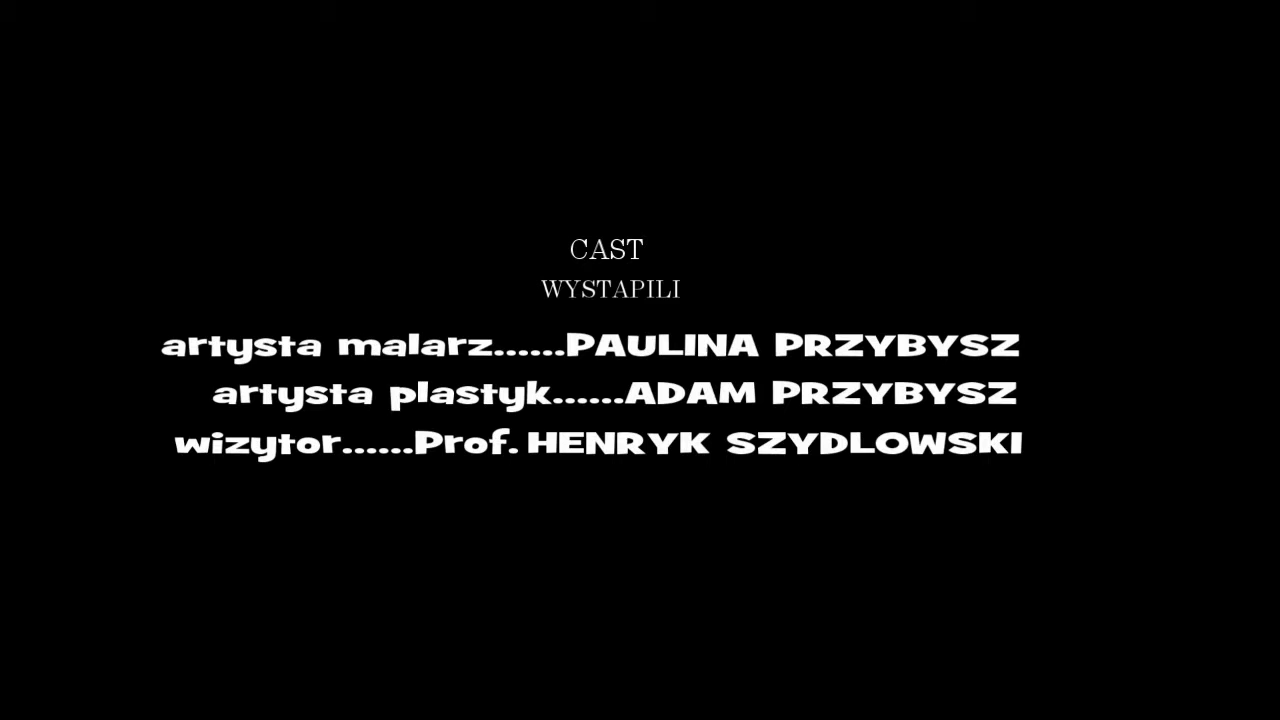 CAST
WYSTAPILI
artysta malarz......PAULINA PRZYBYSZ
artysta plastyk......ADAM PRZYBYSZ
wizytor......Prof. HENRYK SZYDLOWSKI